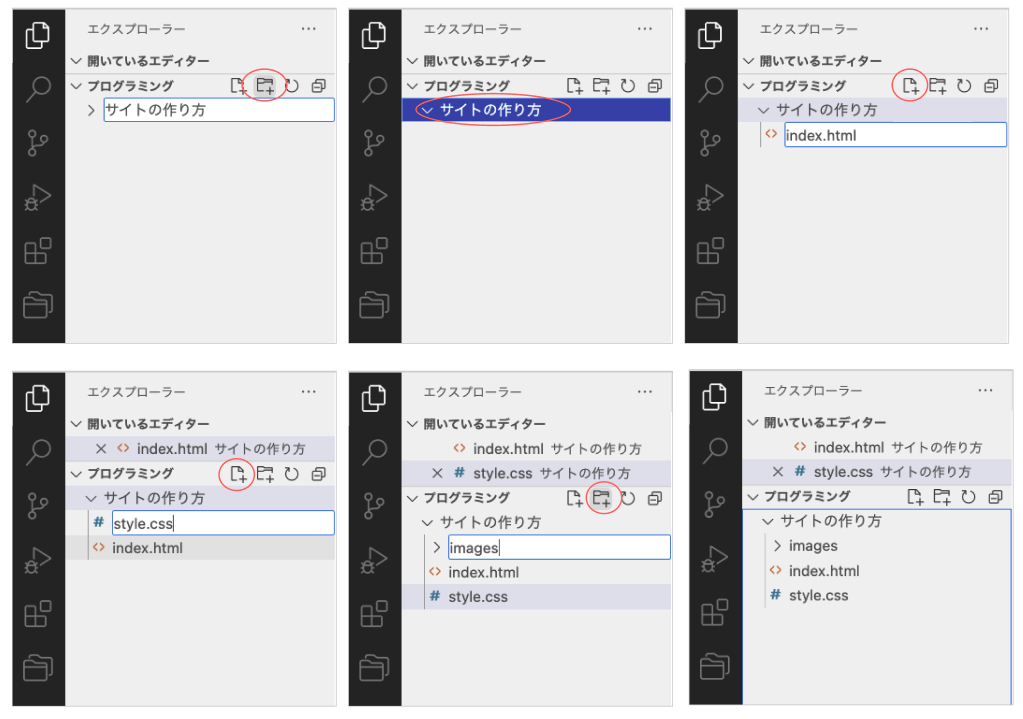 エクスプローラー
開いているエディター
プログラミング
サイトの作り方
エクスプローラー
開いているエディター
プログラミング
サイトの作り方
エクスプローラー
開いているエディター
プログラミング
サイトの作り方
index.html
エクスプローラー
開いているエディター
index.html サイトの作り方
プログラミング
サイトの作り方
style.css
index.html
エクスプローラー
開いているエディター
index.html サイトの作り方
style.css サイトの作り方
プログラミング
サイトの作り方
images
index.html
style.css
エクスプローラー
開いているエディター
index.html サイトの作り方
style.css サイトの作り方
プログラミング
サイトの作り方
images
index.html
style.css